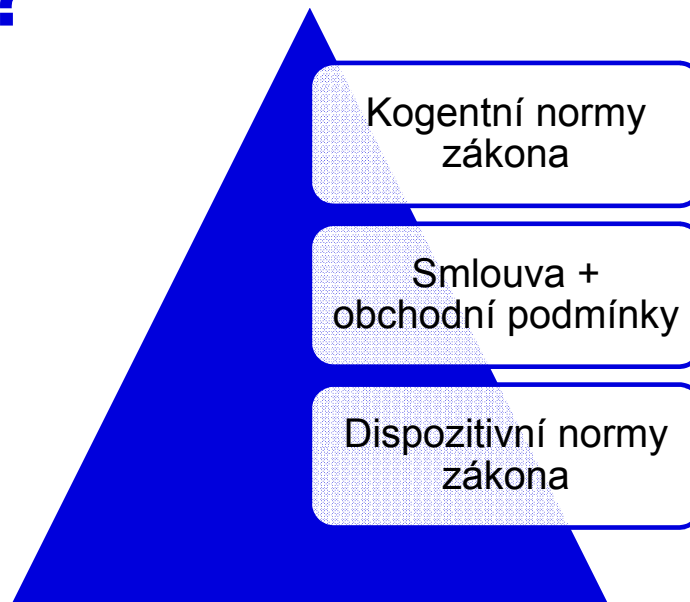 ?
Kogentní normy
zákona
Smlouva +
obchodní podmínky
Dispozitivní normy
zákona